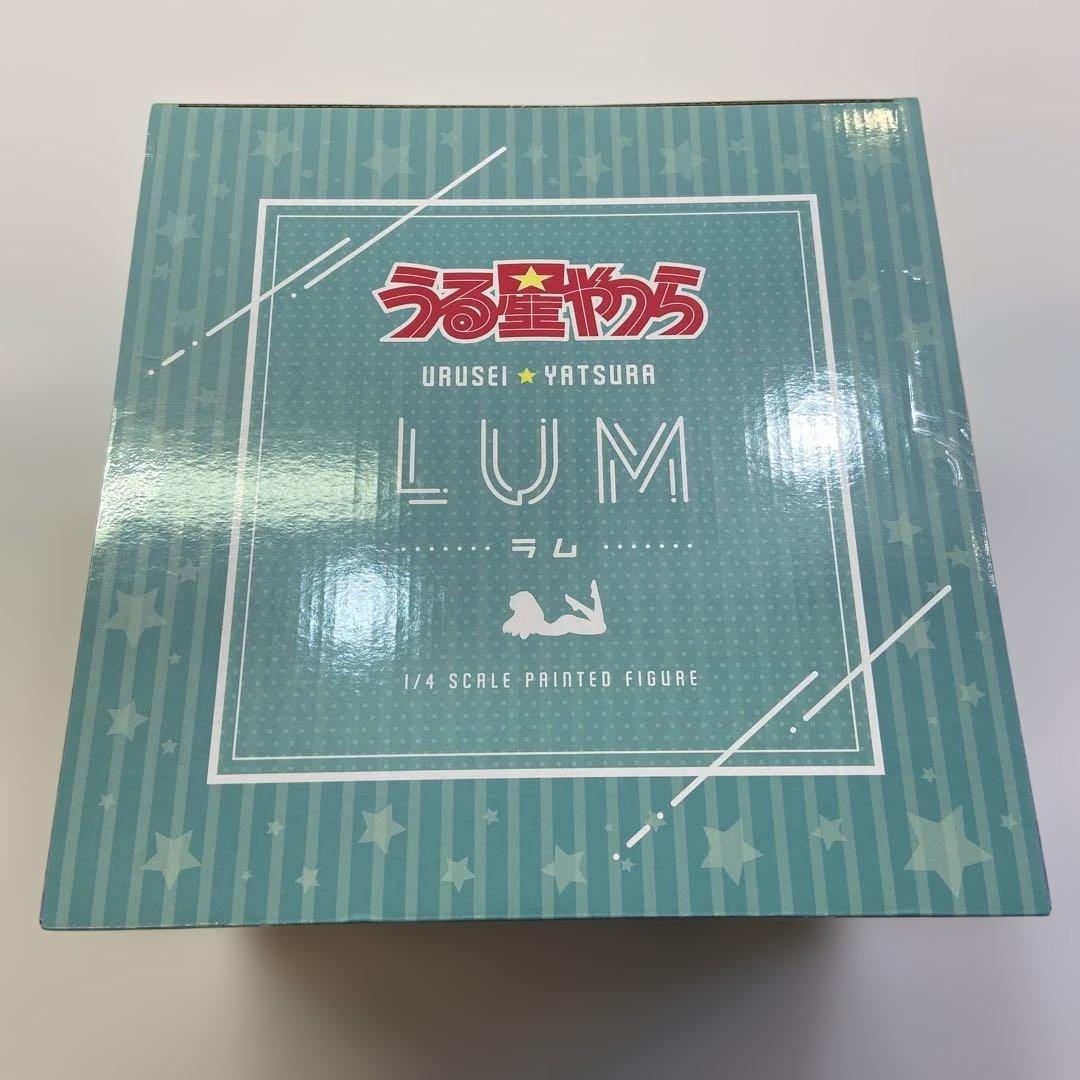 うる星やつら
URUSEI★YATSURA
LUM
ラム
1/4 SCALE PAINTED FIGURE